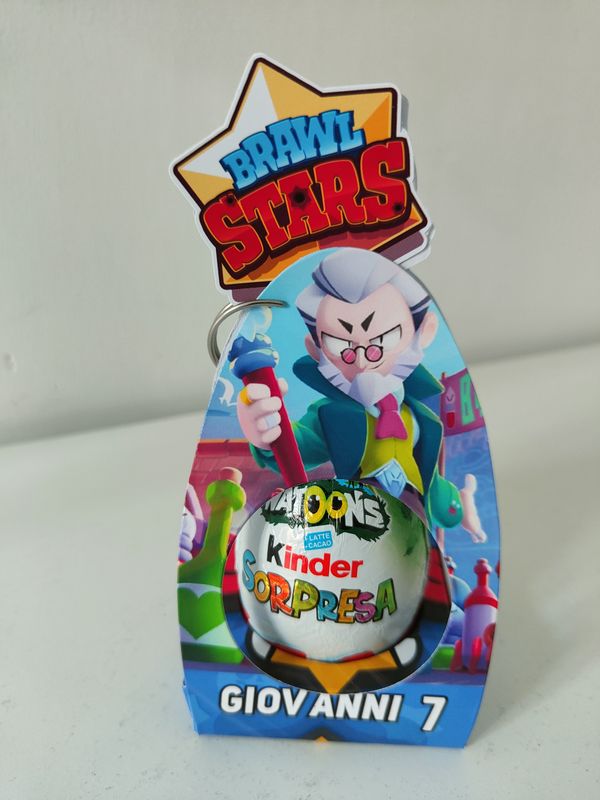 BRAWL
STARS
NATOONS
LATTE
CACAO
Kinder
SORPRESA
GIOVANNI 7